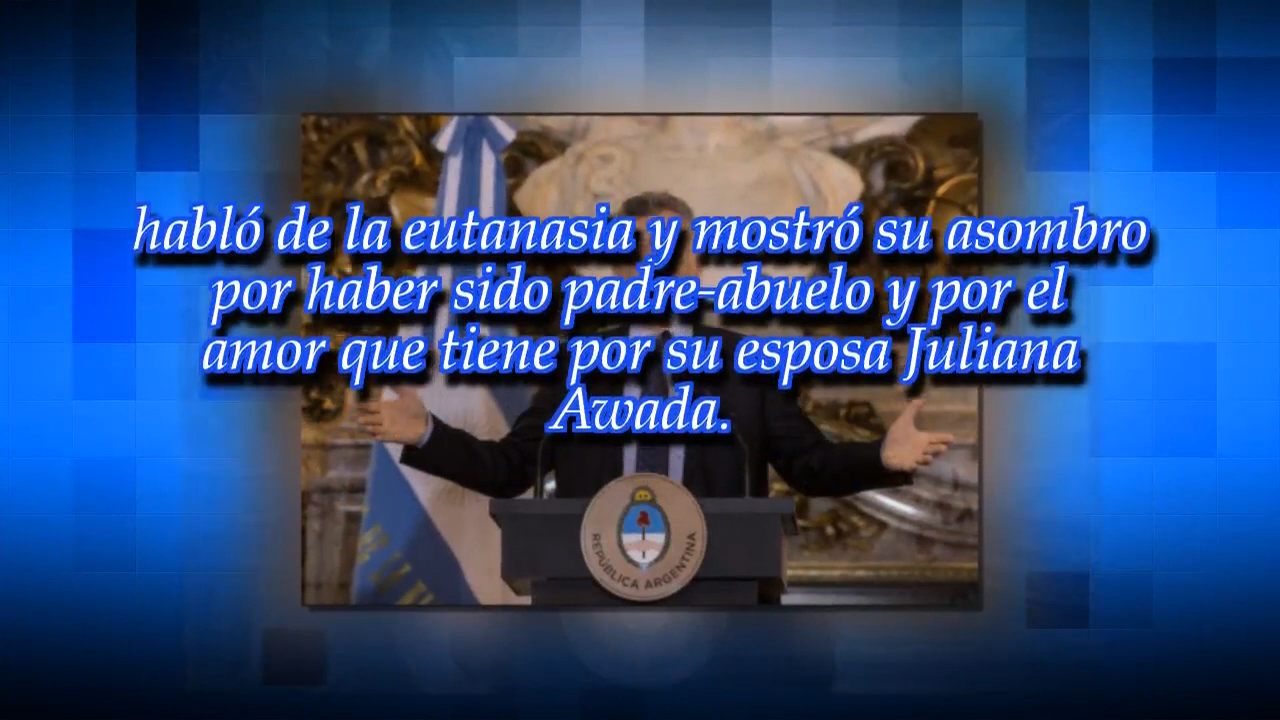 habló de la eutanasia y mostró su asombro
por haber sido padre-abuelo y por el
amor que tiene por su esposa Juliana
Awada.
REPÚBLICA ARGENTINA